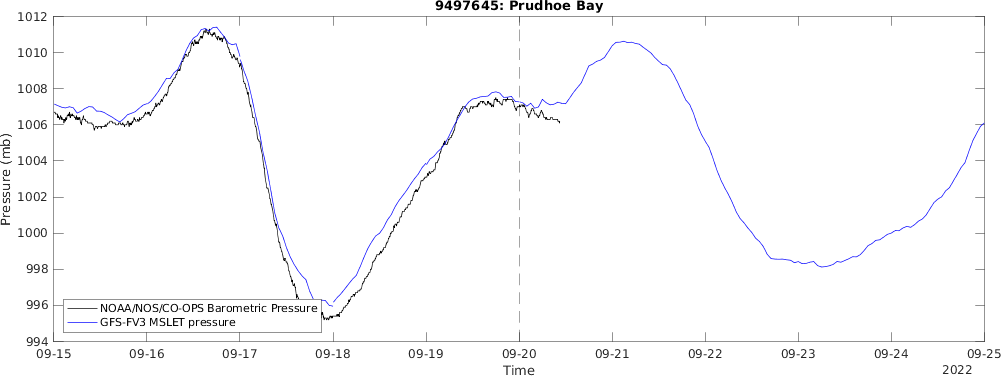 9497645: Prudhoe Bay
Pressure (mb)
1012
1010
1008
1006
1004
1002
1000
998
996
994
NOAA/NOS/CO-OPS Barometric Pressure
GFS-FV3 MSLET pressure
09-15 09-16 09-17 09-18 09-19 09-20 09-21 09-22 09-23 09-24 09-25
Time
2022